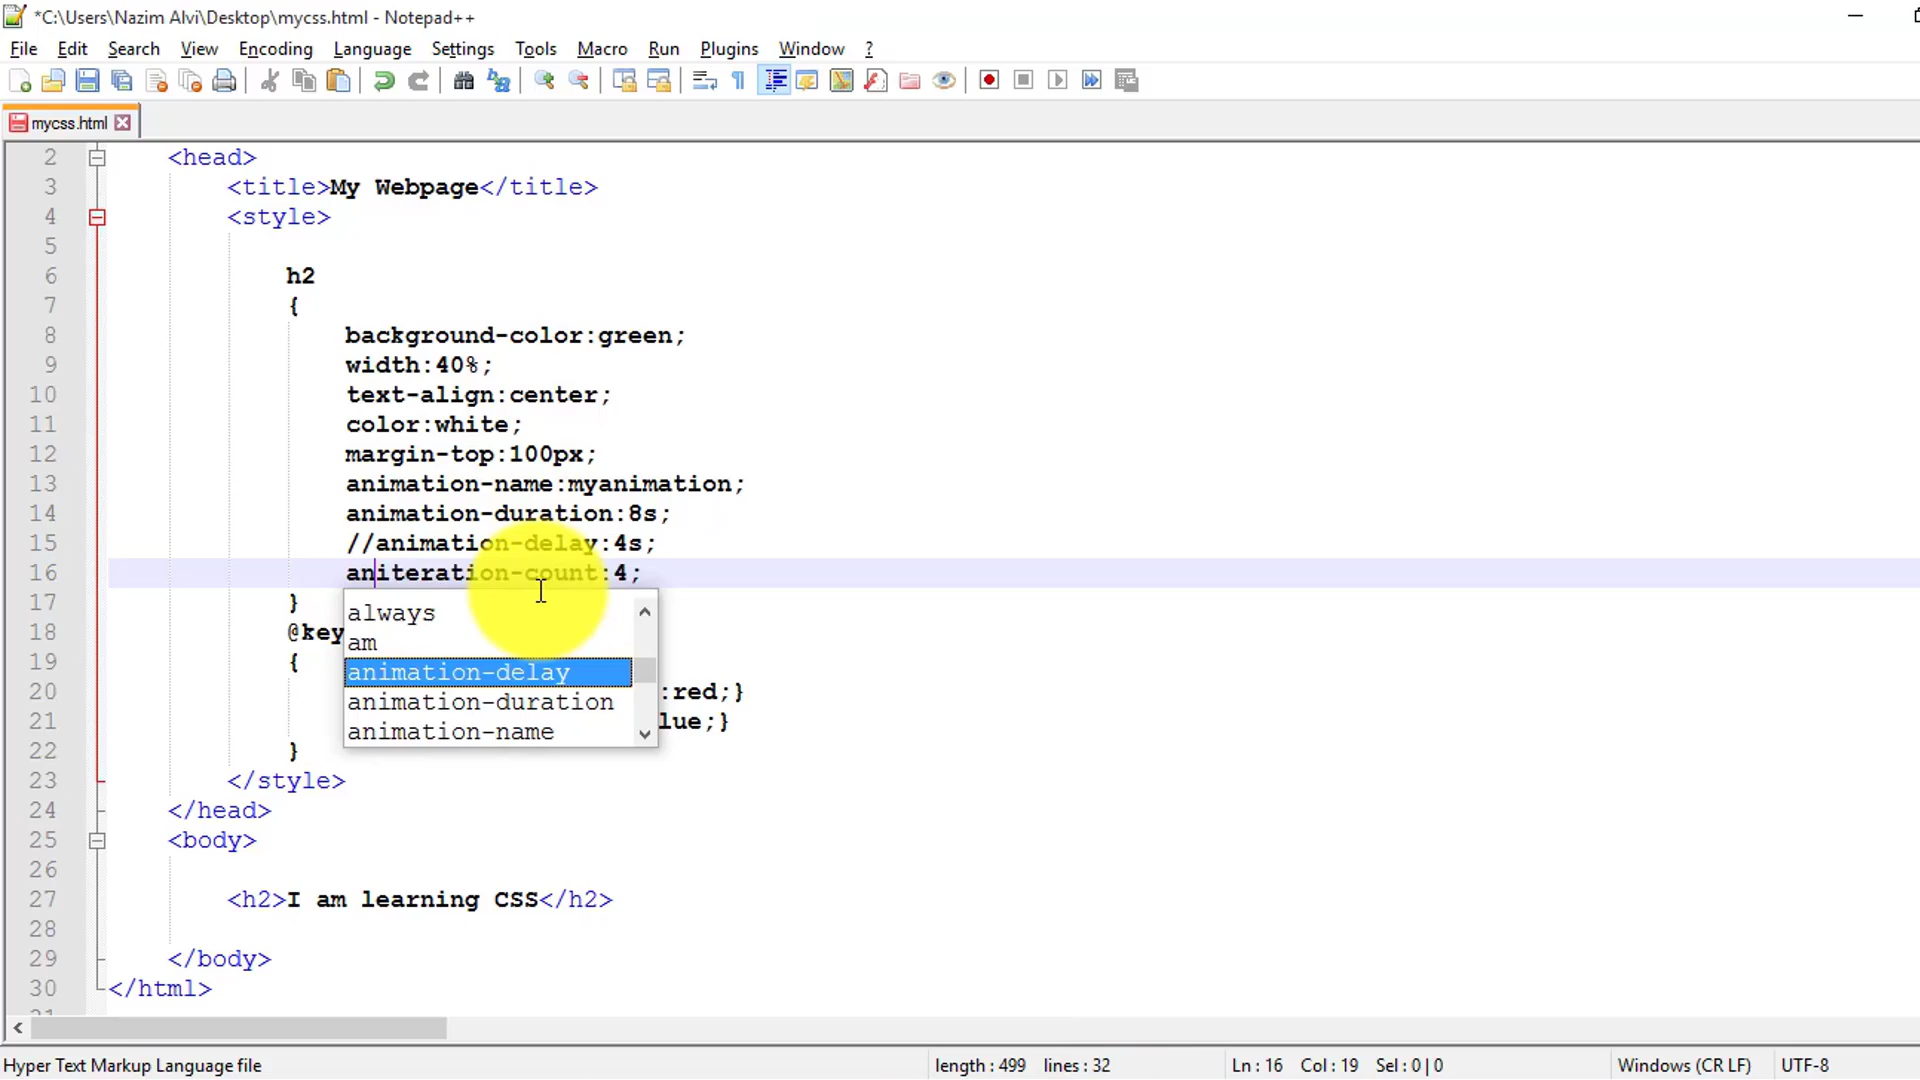 *C:\Users\Nazim Alvi\Desktop\mycss.html - Notepad++
File Edit Search View Encoding Language Settings Tools Macro Run Plugins Window ?
mycss.html
2 <head>
3 <title>My Webpage</title>
4 <style>
5
6 h2
7 {
8 background-color:green;
9 width:40%;
10 text-align:center;
11 color:white;
12 margin-top:100px;
13 animation-name:myanimation;
14 animation-duration:8s;
15 //animation-delay:4s;
16 aniteration-count:4;
17 }
always
18 @key
am
19 {
animation-delay
20 :red;}
animation-duration
21 lue;}
animation-name
22 }
23 </style>
24 </head>
25 <body>
26
27 <h2>I am learning CSS</h2>
28
29 </body>
30 </html>
Hyper Text Markup Language file length : 499 lines : 32 Ln : 16 Col : 19 Sel : 0 | 0 Windows (CR LF) UTF-8